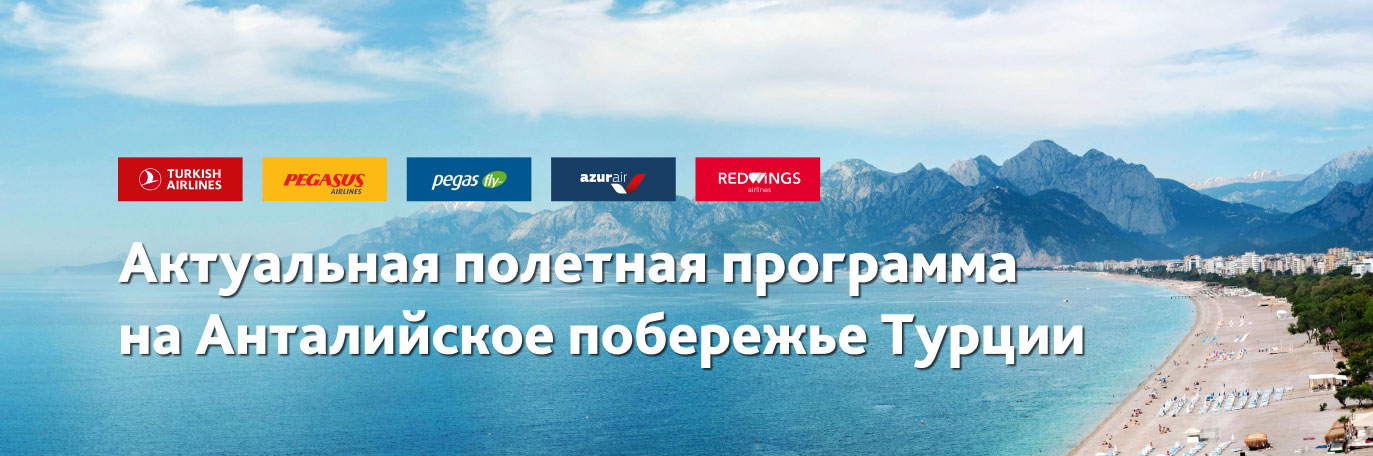 TURKISH
AIRLINES
PEGASUS
AIRLINES
pegas fly
azurair
REDWINGS
airlines
Актуальная полетная программа
на Анталийское побережье Турции